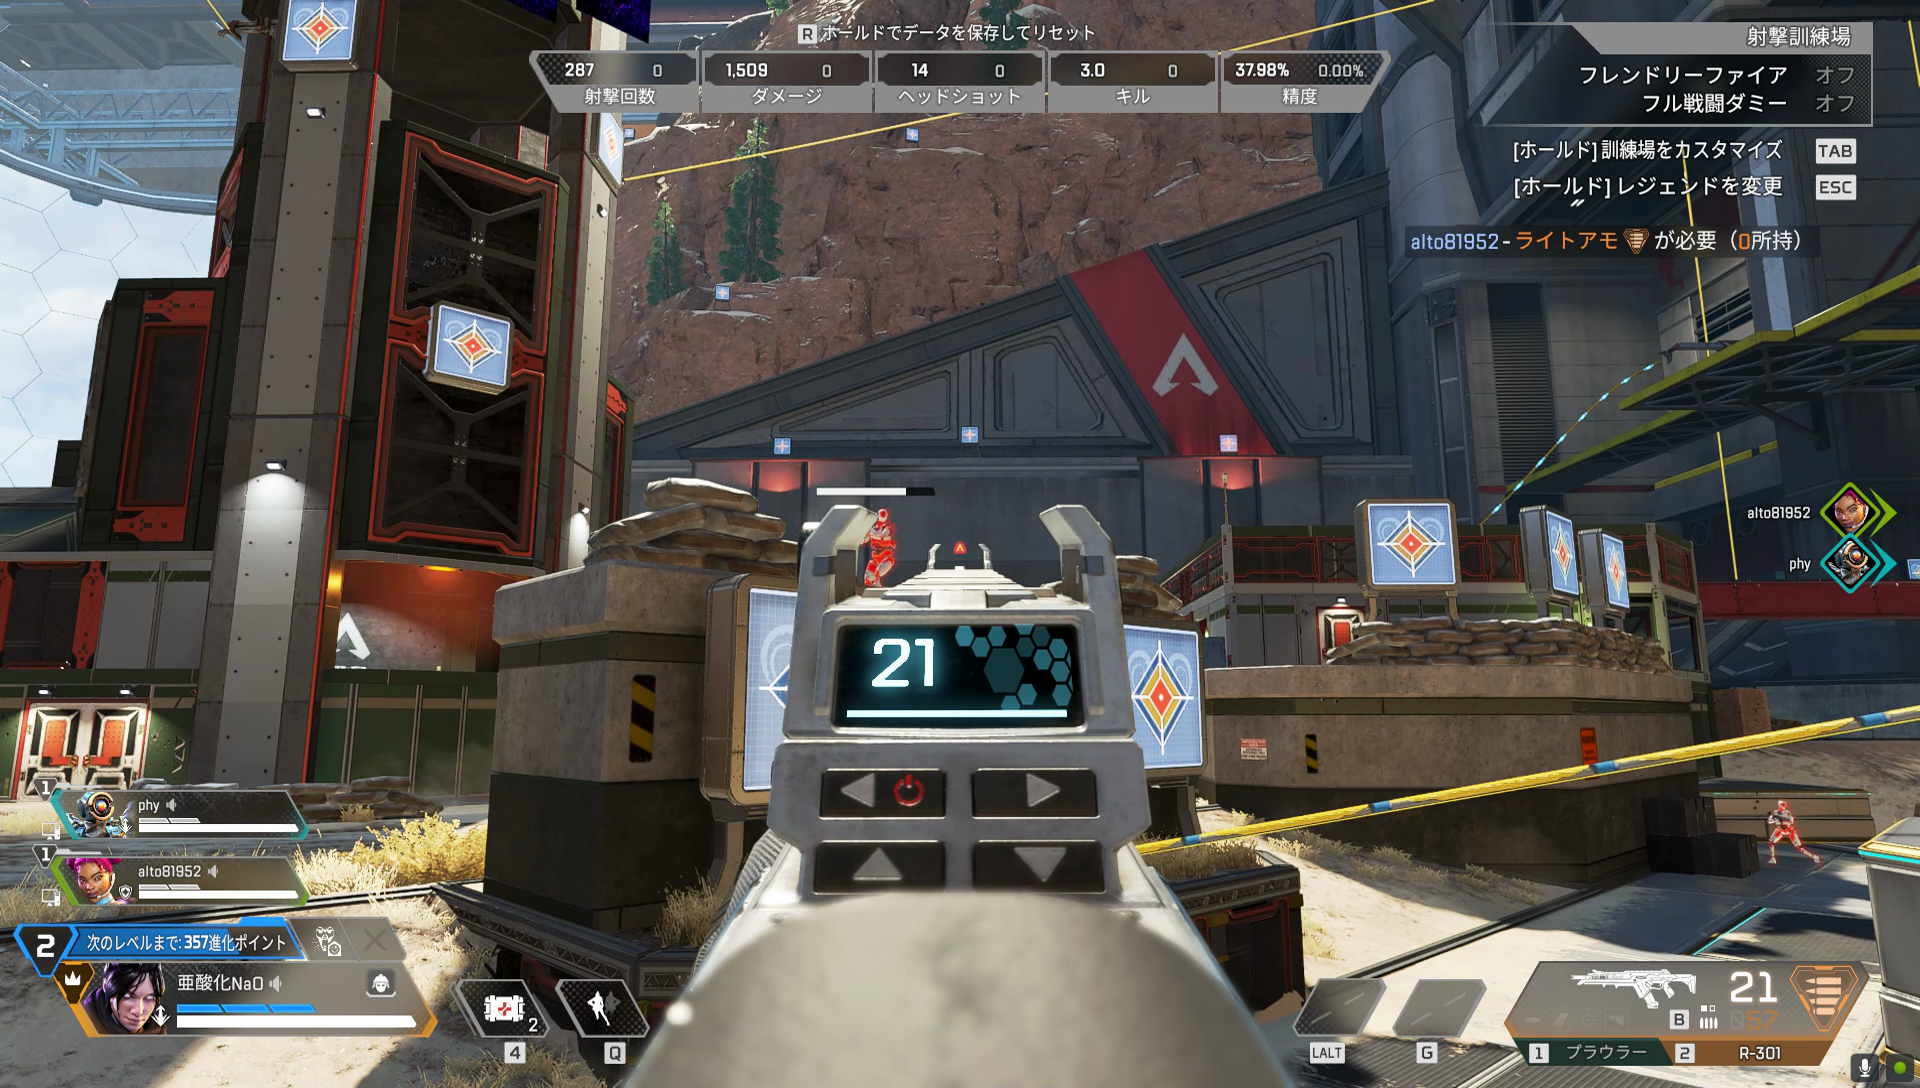 R ホールドでデータを保存してリセット
287 0 1,509 0 14 0 3.0 0 37.98% 0.00%
射撃回数 ダメージ ヘッドショット キル 精度
射撃訓練場
フレンドリーファイア オフ
フル戦闘ダミー オフ
[ホールド] 訓練場をカスタマイズ TAB
[ホールド] レジェンドを変更 ESC
alto81952 - ライトアモ が必要（0所持）
alto81952
phy
21
1 phy
1 alto81952
2 次のレベルまで: 357進化ポイント
亜酸化NaO
2
4 Q
LALT G
21
B 057
1 プラウラー 2 R-301